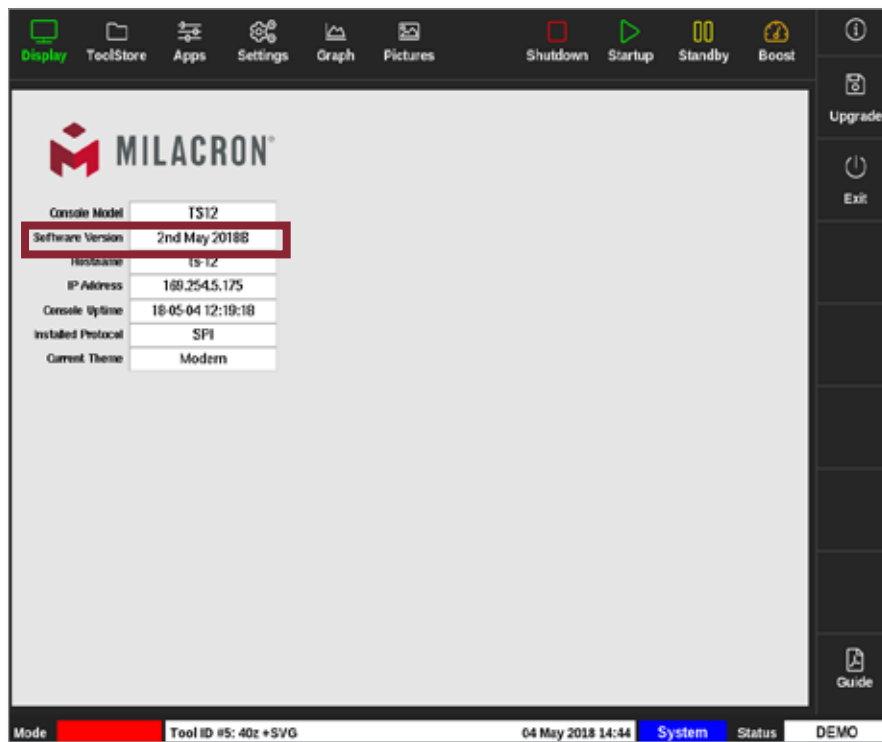 Display ToolStore Apps Settings Graph Pictures Shutdown Startup Standby Boost
Upgrade
Exit
MILACRON®
Console Model TS12
Software Version 2nd May 2018B
Hostname ts-12
IP Address 169.254.5.175
Console Uptime 18-05-04 12:19:18
Installed Protocol SPI
Current Theme Modern
Guide
Mode Tool ID #5: 40z +SVG 04 May 2018 14:44 System Status DEMO